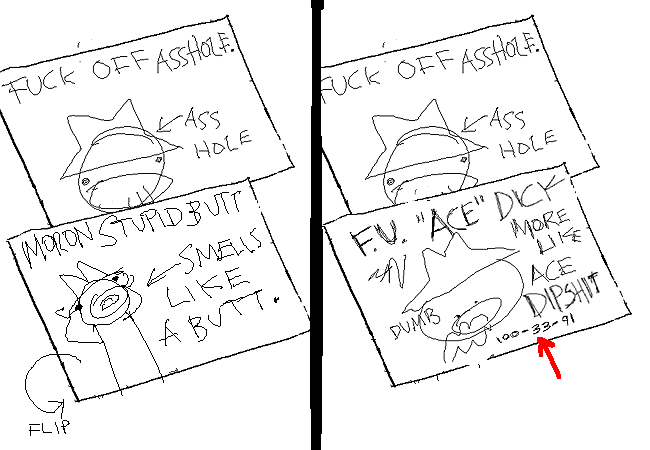 FUCK OFF ASSHOLE.
ASS
HOLE
MORON STUPID BUTT
SMELLS
LIKE
A BUTT.
FLIP
FUCK OFF ASSHOLE.
ASS
HOLE
F.U. "ACE" DICK
MORE
LIKE
ACE
DIPSHIT
DUMB
100-33-91